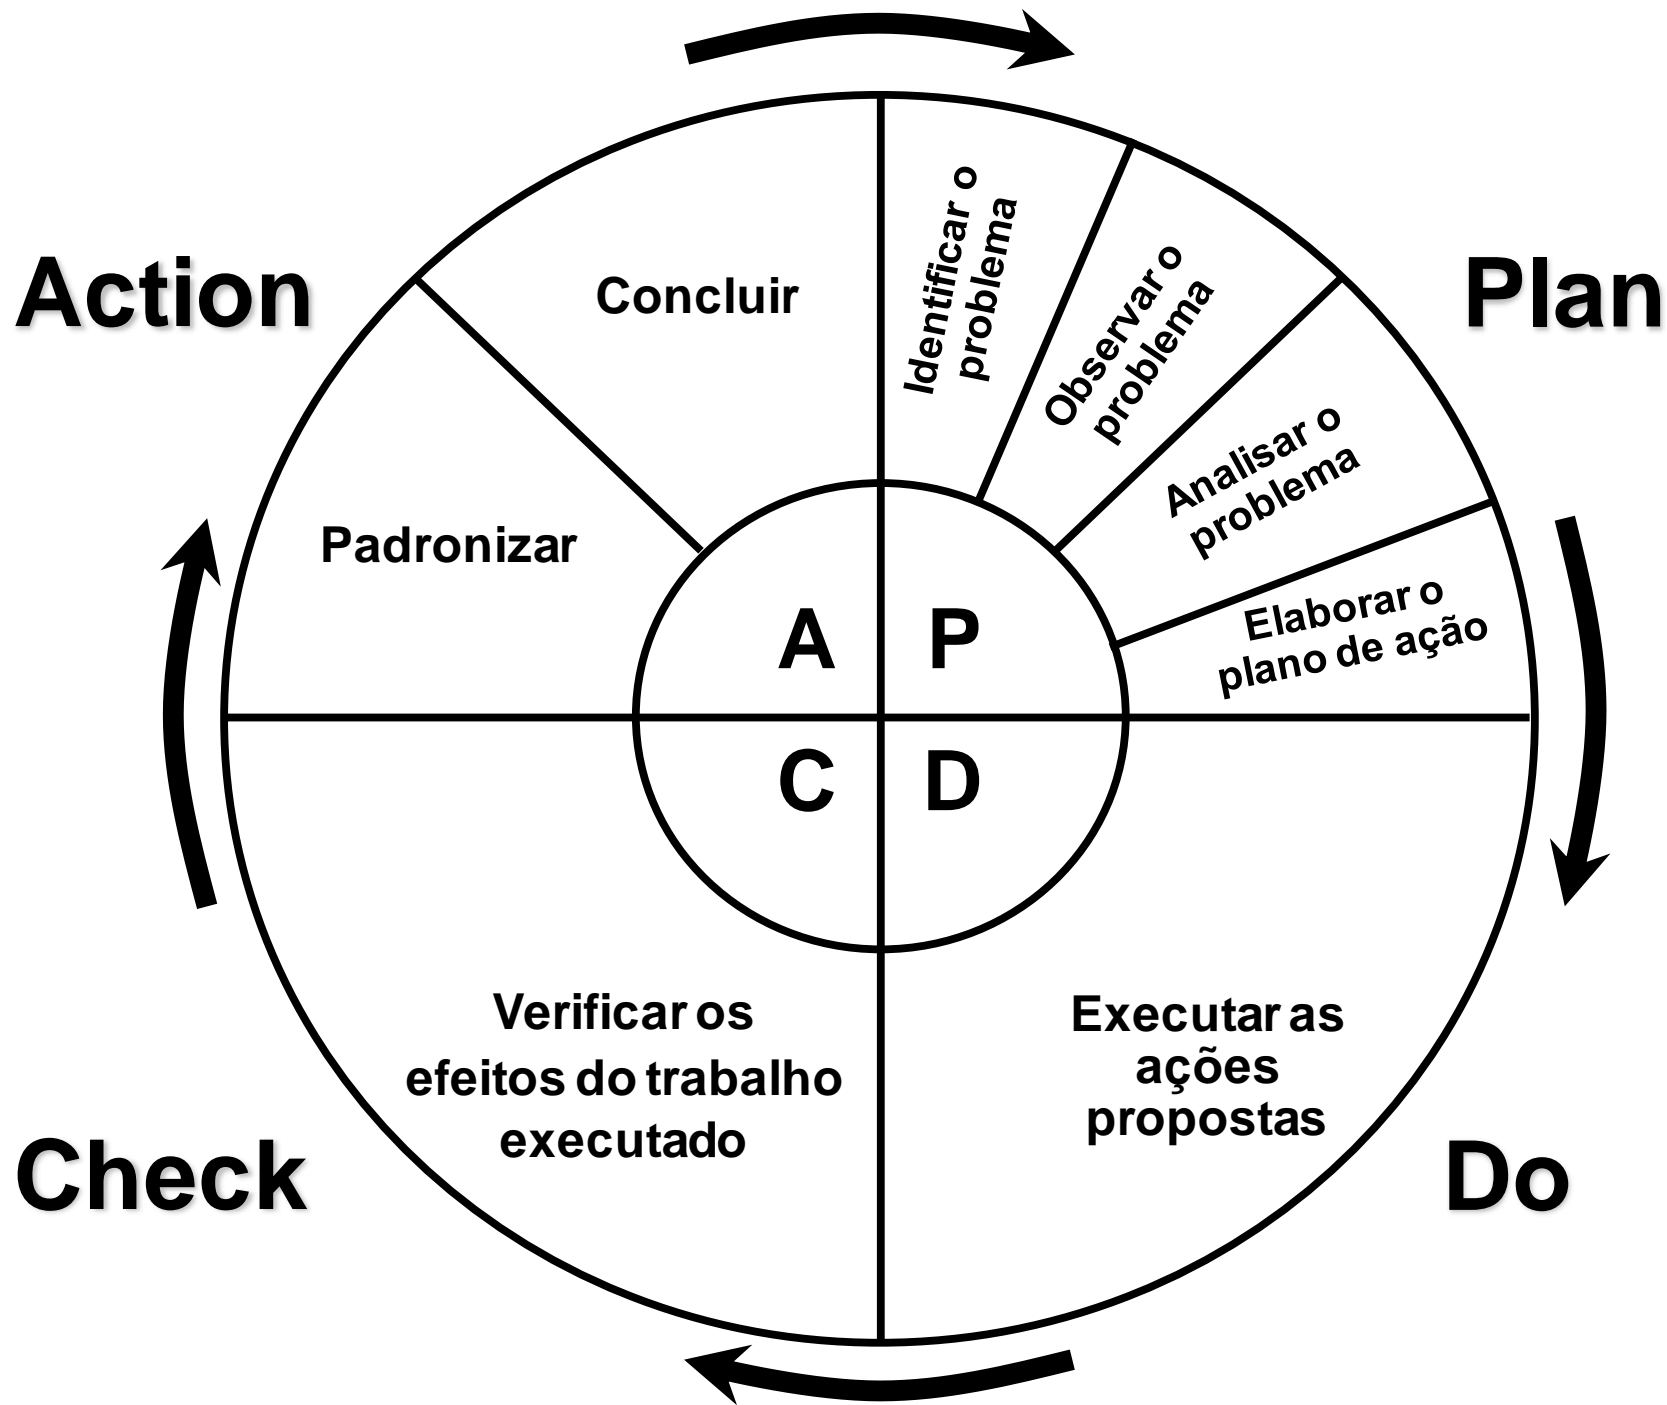 Action
Plan
Concluir
Identificar o
problema
Observar o
problema
Analisar o
problema
Elaborar o
plano de ação
Padronizar
A
P
C
D
Verificar os
efeitos do trabalho
executado
Executar as
ações
propostas
Check
Do